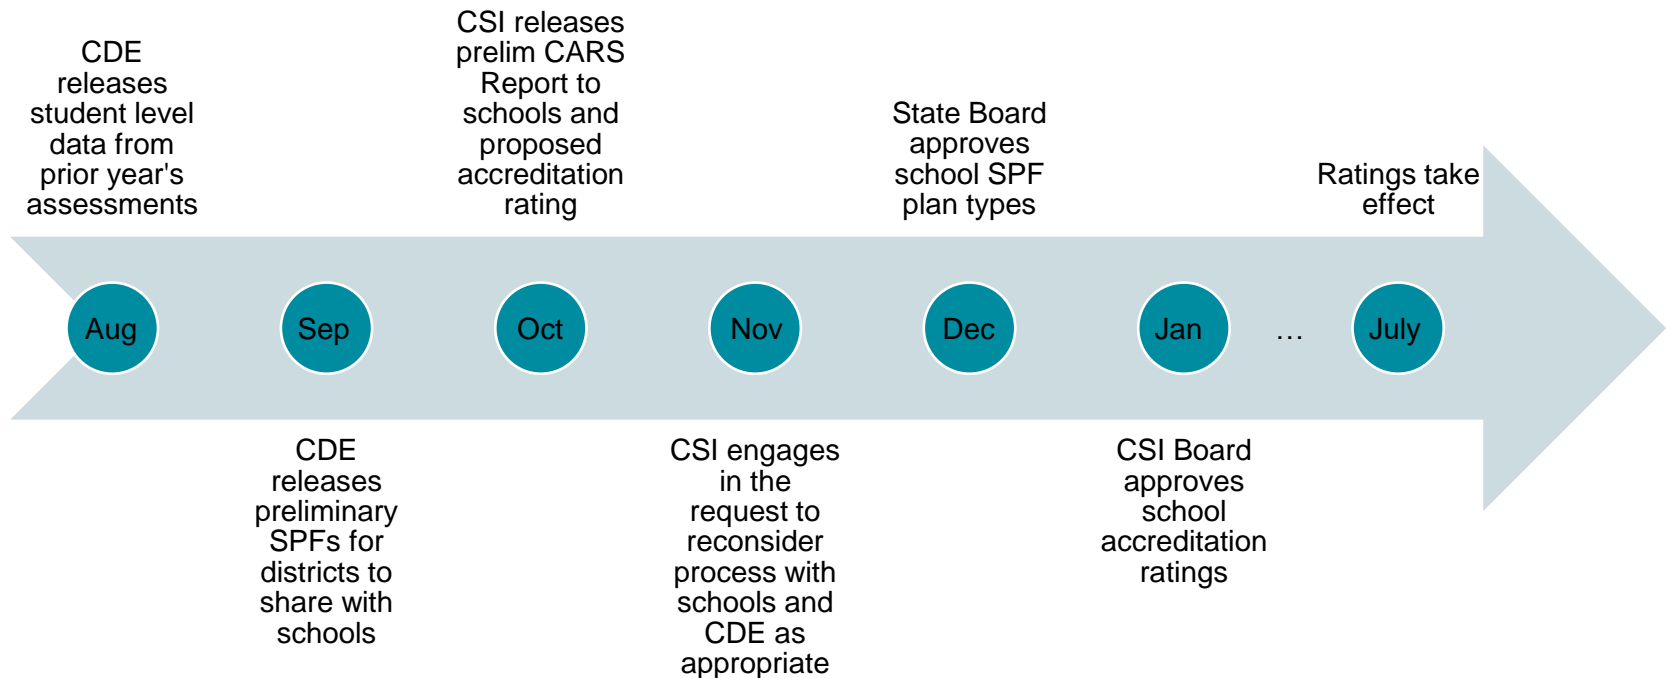 CDE
releases
student level
data from
prior year's
assessments
CSI releases
prelim CARS
Report to
schools and
proposed
accreditation
rating
State Board
approves
school SPF
plan types
Ratings take
effect
Aug
Sep
Oct
Nov
Dec
Jan
…
July
CDE
releases
preliminary
SPFs for
districts to
share with
schools
CSI engages
in the
request to
reconsider
process with
schools and
CDE as
appropriate
CSI Board
approves
school
accreditation
ratings